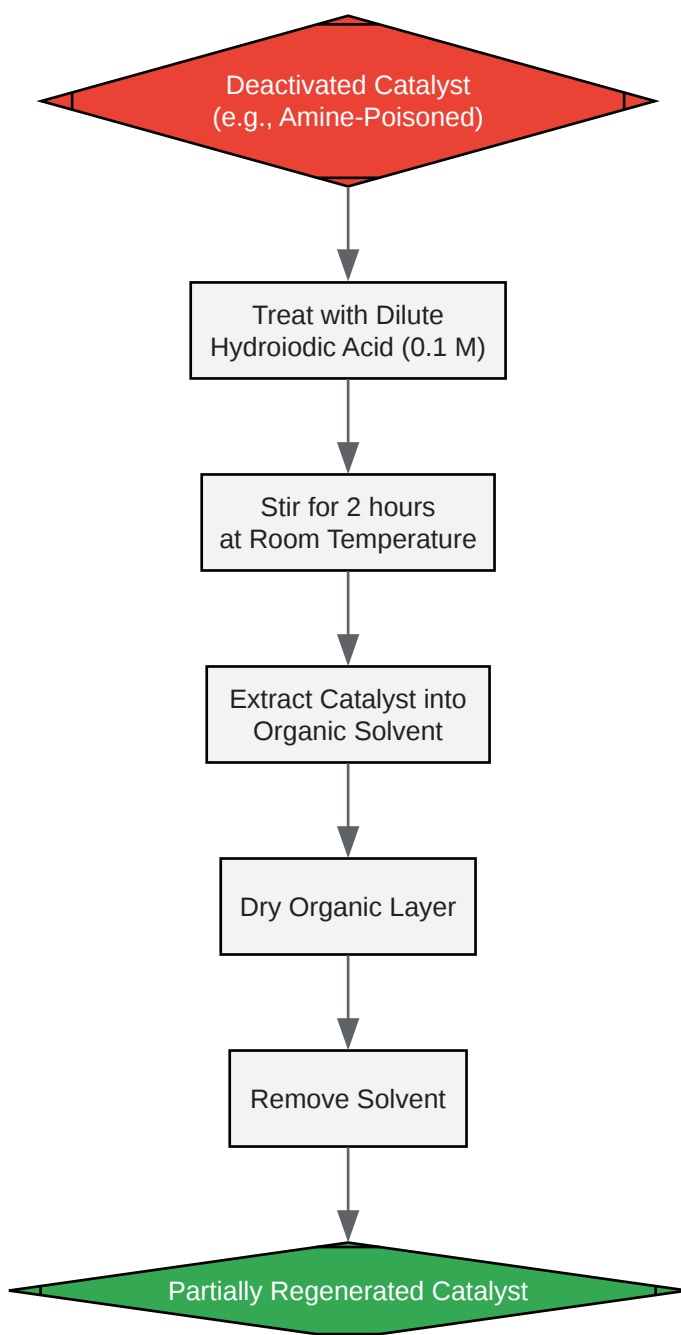 Deactivated Catalyst
(e.g., Amine-Poisoned)
Treat with Dilute
Hydroiodic Acid (0.1 M)
Stir for 2 hours
at Room Temperature
Extract Catalyst into
Organic Solvent
Dry Organic Layer
Remove Solvent
Partially Regenerated Catalyst